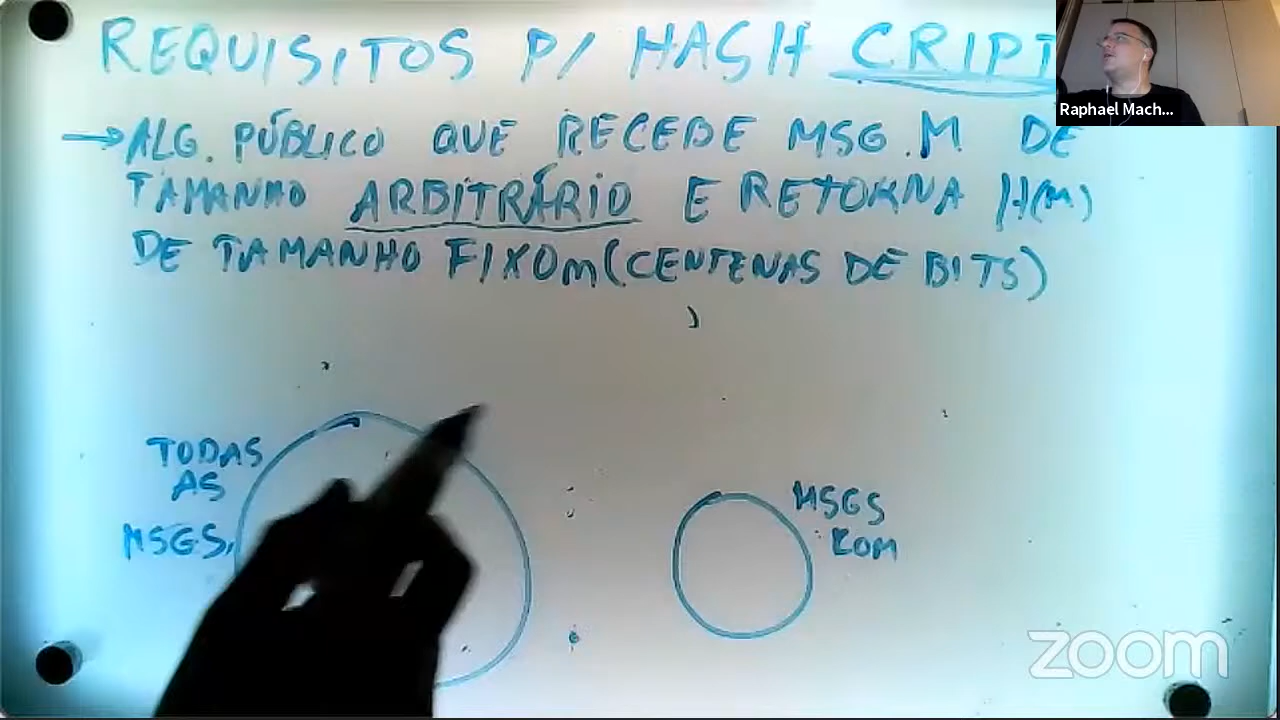 REQUISITOS P/ HASH CRIPT
Raphael Mach...
→ ALG. PÚBLICO QUE RECEBE MSG. M DE
TAMANHO ARBITRÁRIO E RETORNA H(M)
DE TAMANHO FIXO m (CENTENAS DE BITS)
TODAS
AS
MSGS.
MSGS
COM
zoom